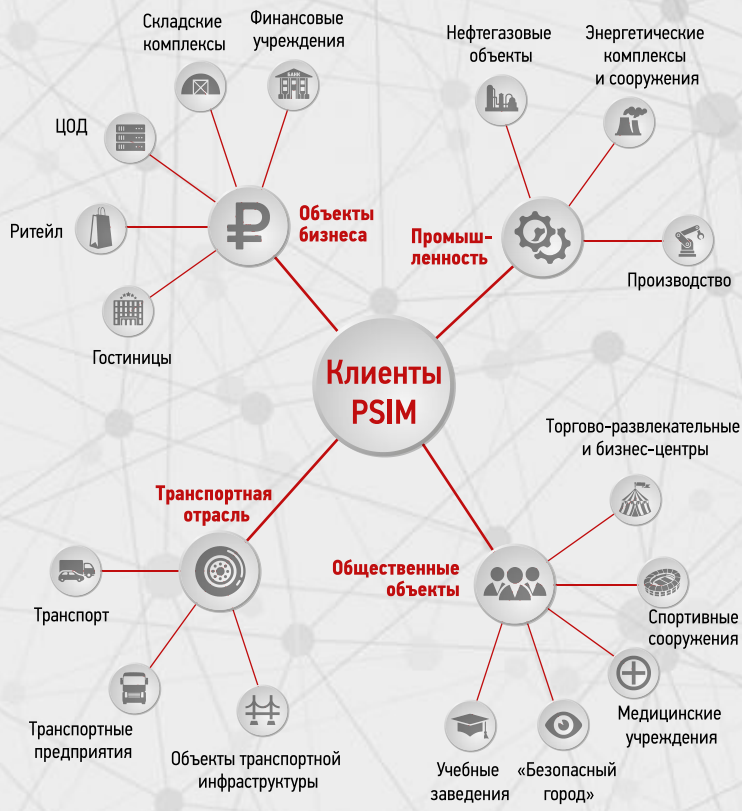 Складские
комплексы
Финансовые
учреждения
ЦОД
БАНК
Ритейл
Гостиницы
Объекты
бизнеса
Нефтегазовые
объекты
Энергетические
комплексы
и сооружения
Промыш-
ленность
Производство
Клиенты
PSIM
Транспортная
отрасль
Транспорт
Транспортные
предприятия
Объекты транспортной
инфраструктуры
Общественные
объекты
Торгово-развлекательные
и бизнес-центры
Спортивные
сооружения
Медицинские
учреждения
«Безопасный
город»
Учебные
заведения